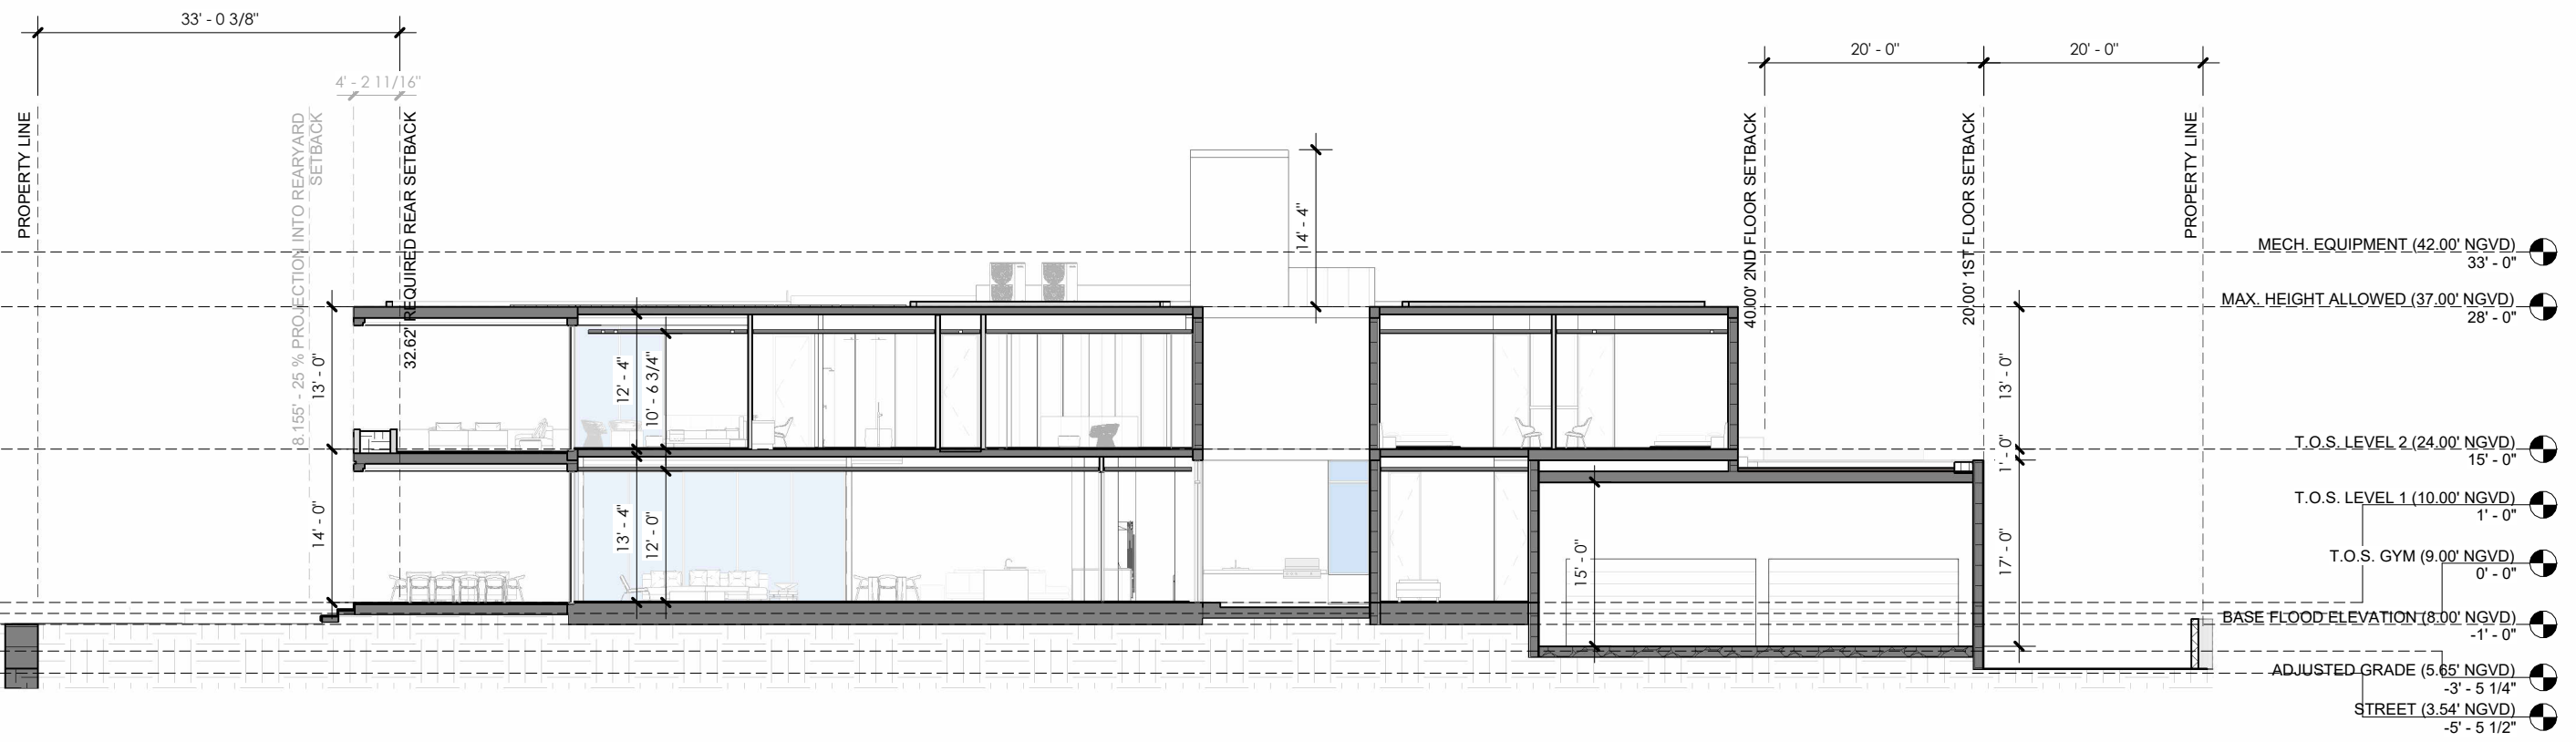 33' - 0 3/8"
20' - 0"
20' - 0"
4' - 2 11/16"
PROPERTY LINE
8.155' - 25 % PROJECTION INTO REARYARD
SETBACK
32.62' REQUIRED REAR SETBACK
40.00' 2ND FLOOR SETBACK
20.00' 1ST FLOOR SETBACK
PROPERTY LINE
14' - 4"
MECH. EQUIPMENT (42.00' NGVD)
33' - 0"
MAX. HEIGHT ALLOWED (37.00' NGVD)
28' - 0"
13' - 0"
12' - 4"
10' - 6 3/4"
13' - 0"
T.O.S. LEVEL 2 (24.00' NGVD)
15' - 0"
1' - 0"
T.O.S. LEVEL 1 (10.00' NGVD)
1' - 0"
14' - 0"
13' - 4"
12' - 0"
15' - 0"
17' - 0"
T.O.S. GYM (9.00' NGVD)
0' - 0"
BASE FLOOD ELEVATION (8.00' NGVD)
-1' - 0"
ADJUSTED GRADE (5.65' NGVD)
-3' - 5 1/4"
STREET (3.54' NGVD)
-5' - 5 1/2"